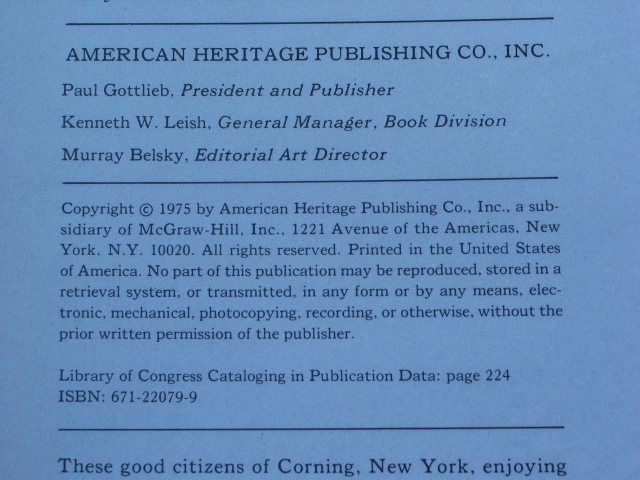 AMERICAN HERITAGE PUBLISHING CO., INC.
Paul Gottlieb, President and Publisher
Kenneth W. Leish, General Manager, Book Division
Murray Belsky, Editorial Art Director
Copyright © 1975 by American Heritage Publishing Co., Inc., a sub-
sidiary of McGraw-Hill, Inc., 1221 Avenue of the Americas, New
York, N.Y. 10020. All rights reserved. Printed in the United States
of America. No part of this publication may be reproduced, stored in a
retrieval system, or transmitted, in any form or by any means, elec-
tronic, mechanical, photocopying, recording, or otherwise, without the
prior written permission of the publisher.
Library of Congress Cataloging in Publication Data: page 224
ISBN: 671-22079-9
These good citizens of Corning, New York, enjoying